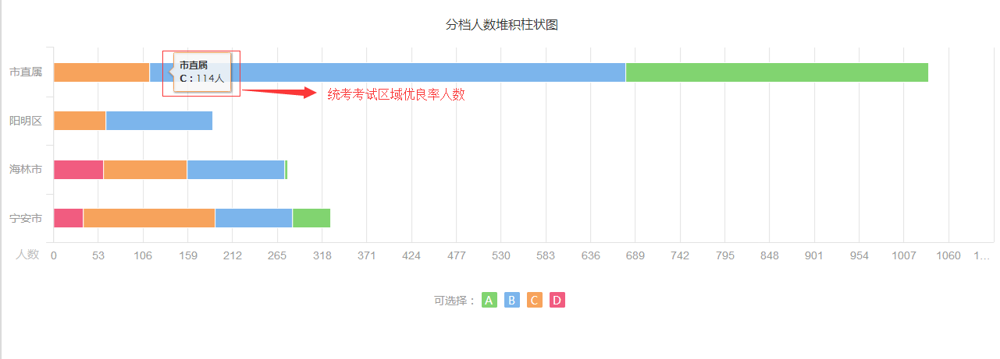 分档人数堆积柱状图
市直属
市直属
C：114人
统考考试区域优良率人数
阳明区
海林市
宁安市
人数 0 53 106 159 212 265 318 371 424 477 530 583 636 689 742 795 848 901 954 1007 1060 1...
可选择： A B C D